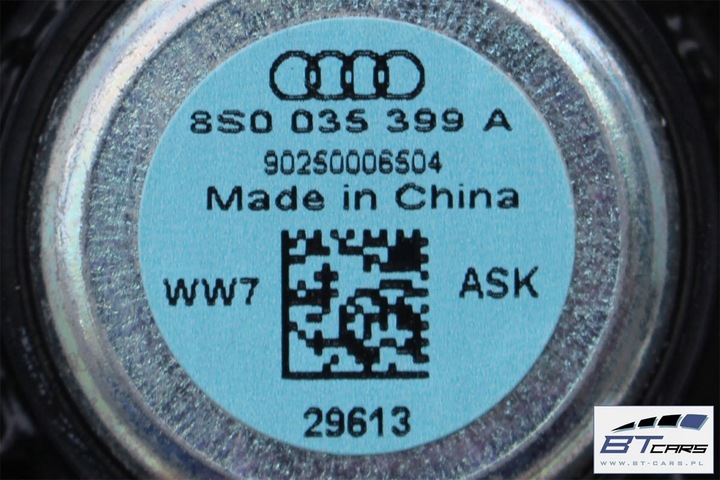 8S0 035 399 A
90250006504
Made in China
WW7
ASK
29613
BT CARS
WWW.BT-CARS.PL